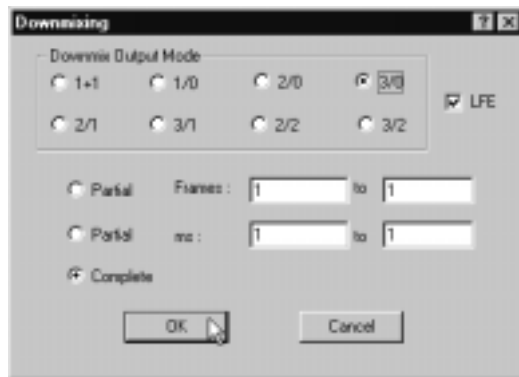 Downmixing
Downmix Output Mode
1+1 1/0 2/0 3/0
LFE
2/1 3/1 2/2 3/2
Partial Frames : 1 to 1
Partial ms : 1 to 1
Complete
OK Cancel